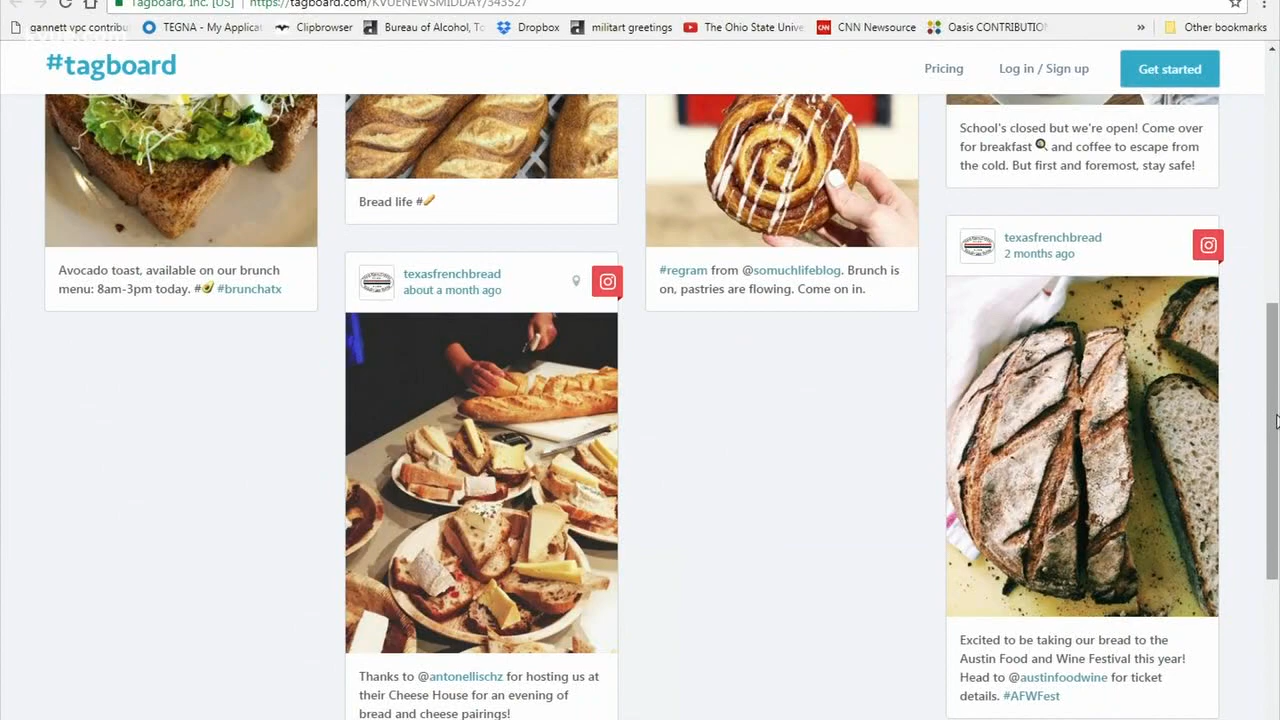 Tagboard, Inc. [US]
https://tagboard.com/KVUENEWSMIDDAY/343527
gannett vpc contribu
TEGNA - My Applicat
Clipbrowser
Bureau of Alcohol, To
Dropbox
militart greetings
The Ohio State Unive
CNN
CNN Newsource
Oasis CONTRIBUTIO
»
Other bookmarks
#tagboard
Pricing
Log in / Sign up
Get started
Avocado toast, available on our brunch
menu: 8am-3pm today. #🥑 #brunchatx
Bread life #🥖
texasfrenchbread
about a month ago
Thanks to @antonellischz for hosting us at
their Cheese House for an evening of
bread and cheese pairings!
#regram from @somuchlifeblog. Brunch is
on, pastries are flowing. Come on in.
School's closed but we're open! Come over
for breakfast 🍳 and coffee to escape from
the cold. But first and foremost, stay safe!
texasfrenchbread
2 months ago
Excited to be taking our bread to the
Austin Food and Wine Festival this year!
Head to @austinfoodwine for ticket
details. #AFWFest